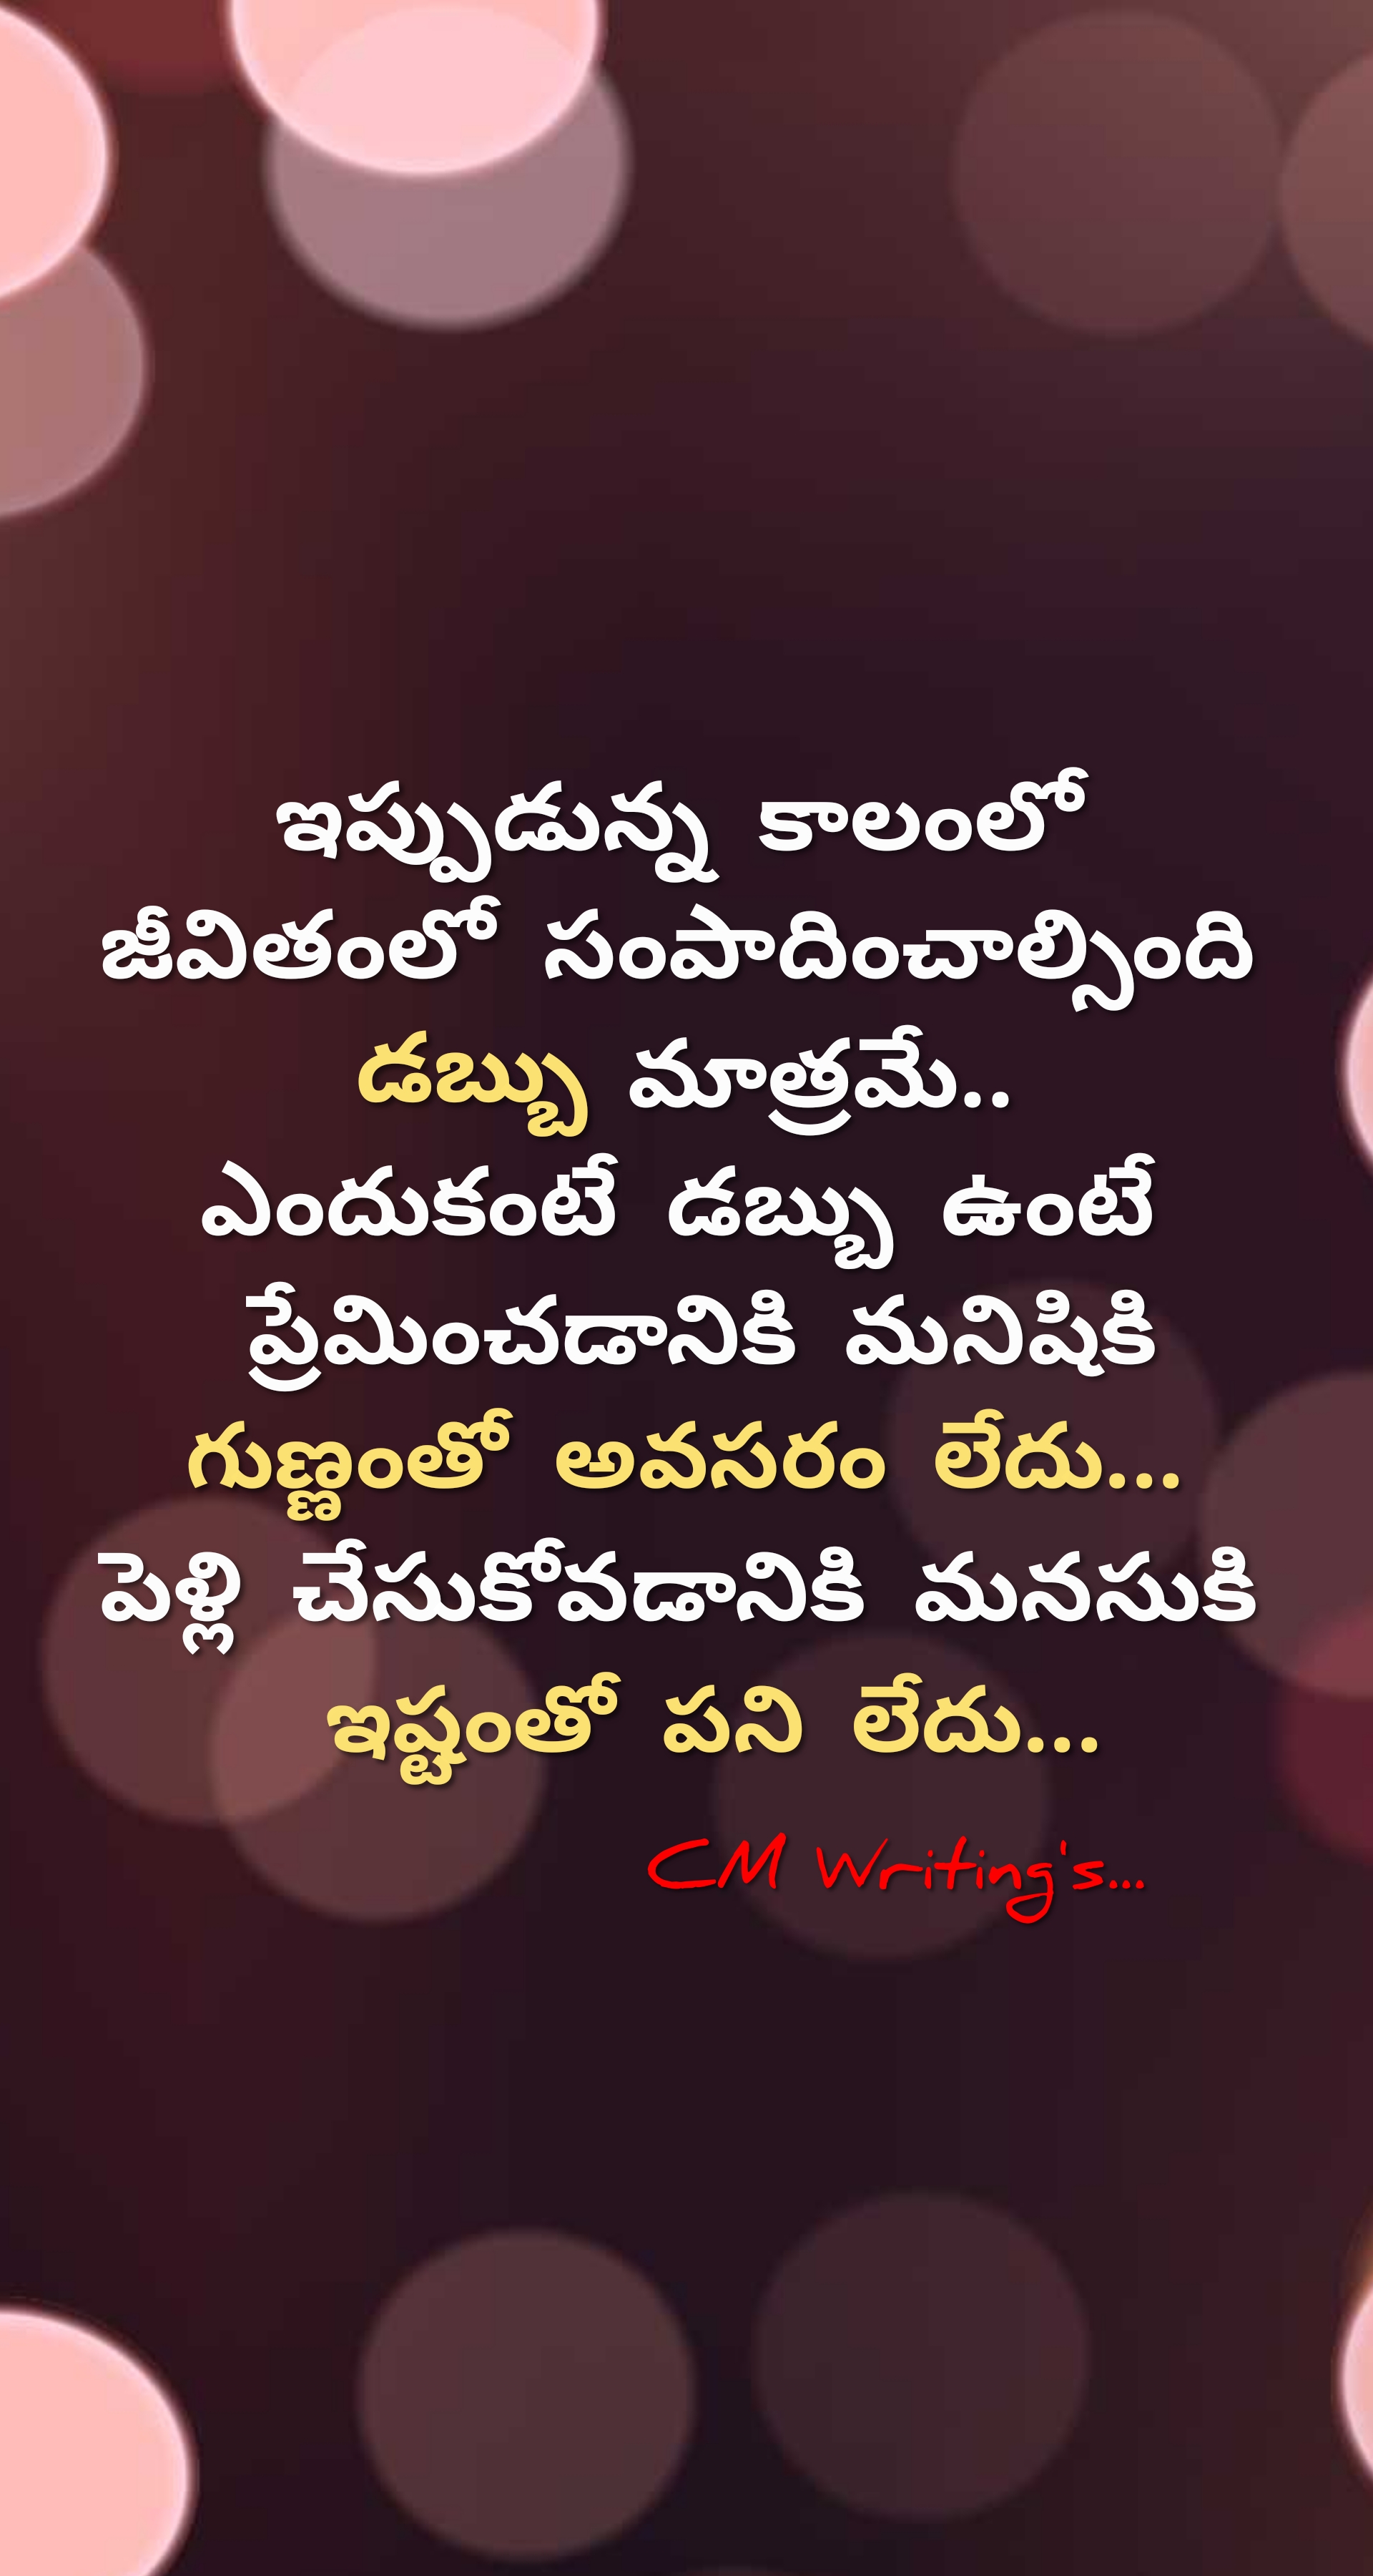 ఇప్పుడున్న కాలంలో
జీవితంలో సంపాదించాల్సింది
డబ్బు మాత్రమే..
ఎందుకంటే డబ్బు ఉంటే
ప్రేమించడానికి మనిషికి
గుణ్ణంతో అవసరం లేదు...
పెళ్లి చేసుకోవడానికి మనసుకి
ఇష్టంతో పని లేదు...
CM Writing's...